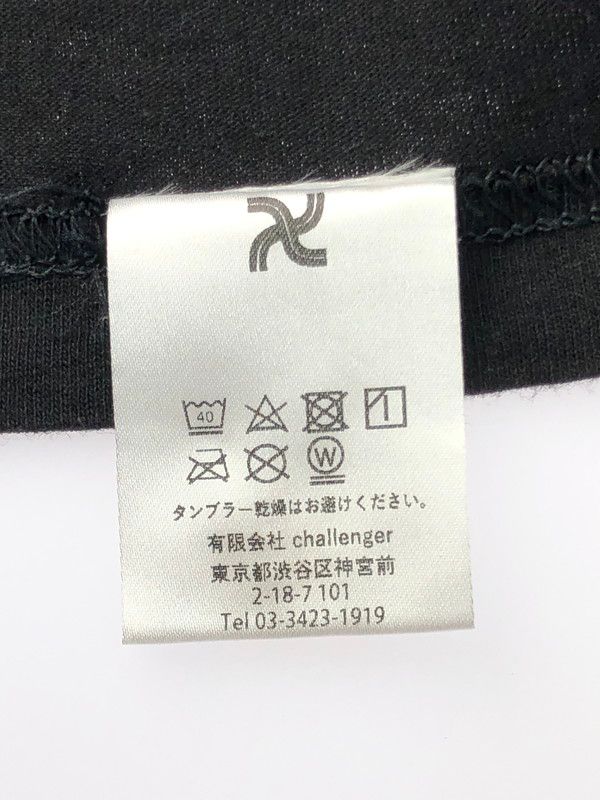 40
W
タンブラー乾燥はお避けください。
有限会社 challenger
東京都渋谷区神宮前
2-18-7 101
Tel 03-3423-1919